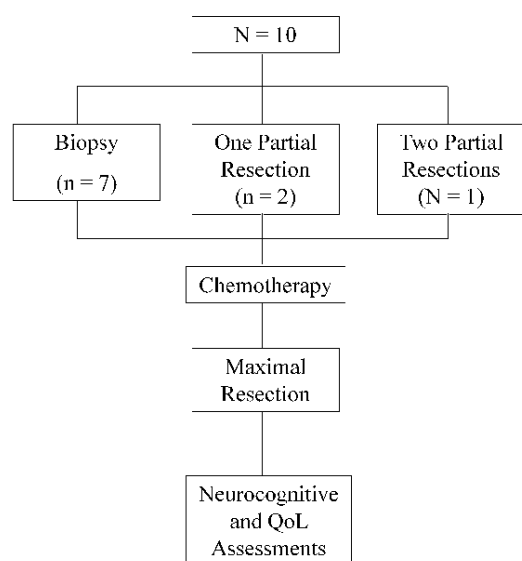 N = 10
Biopsy
(n = 7)
One Partial
Resection
(n = 2)
Two Partial
Resections
(N = 1)
Chemotherapy
Maximal
Resection
Neurocognitive
and QoL
Assessments